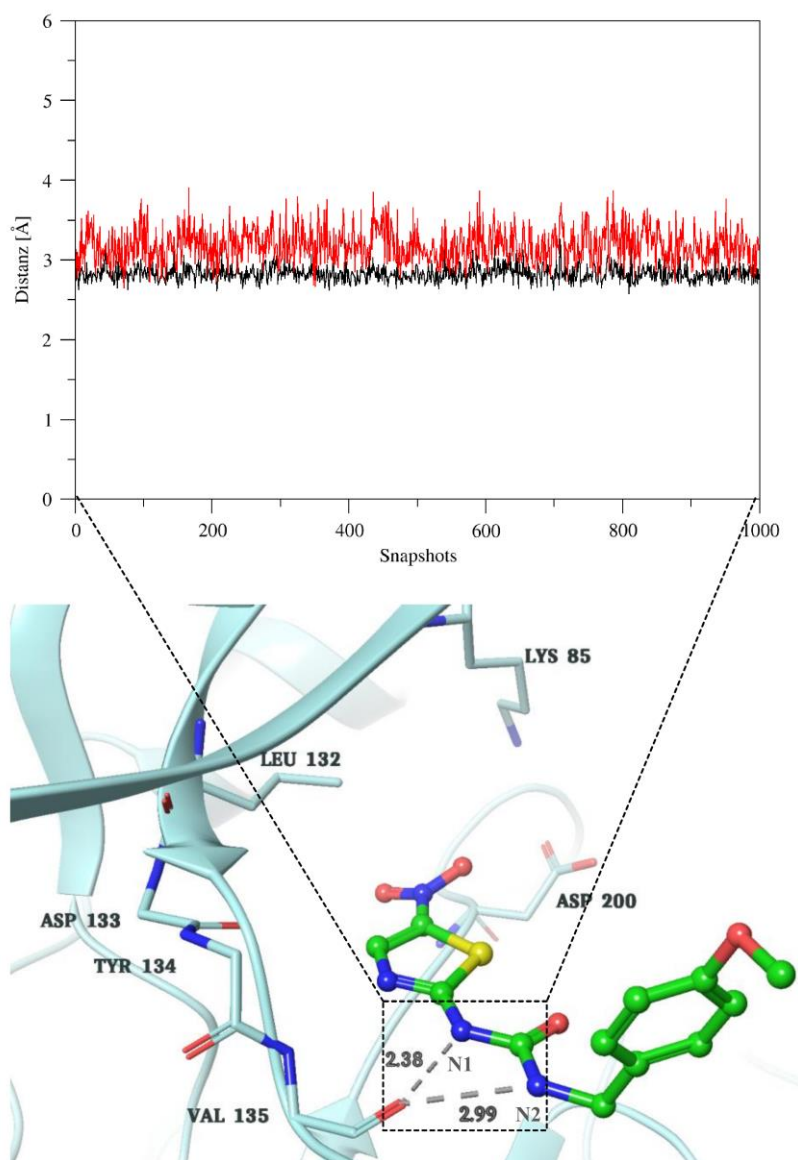 6
5
4
3
2
1
0
Distanz [Å]
0 200 400 600 800 1000
Snapshots
LYS 85
LEU 132
ASP 200
ASP 133
TYR 134
2.38
N1
VAL 135
2.99
N2